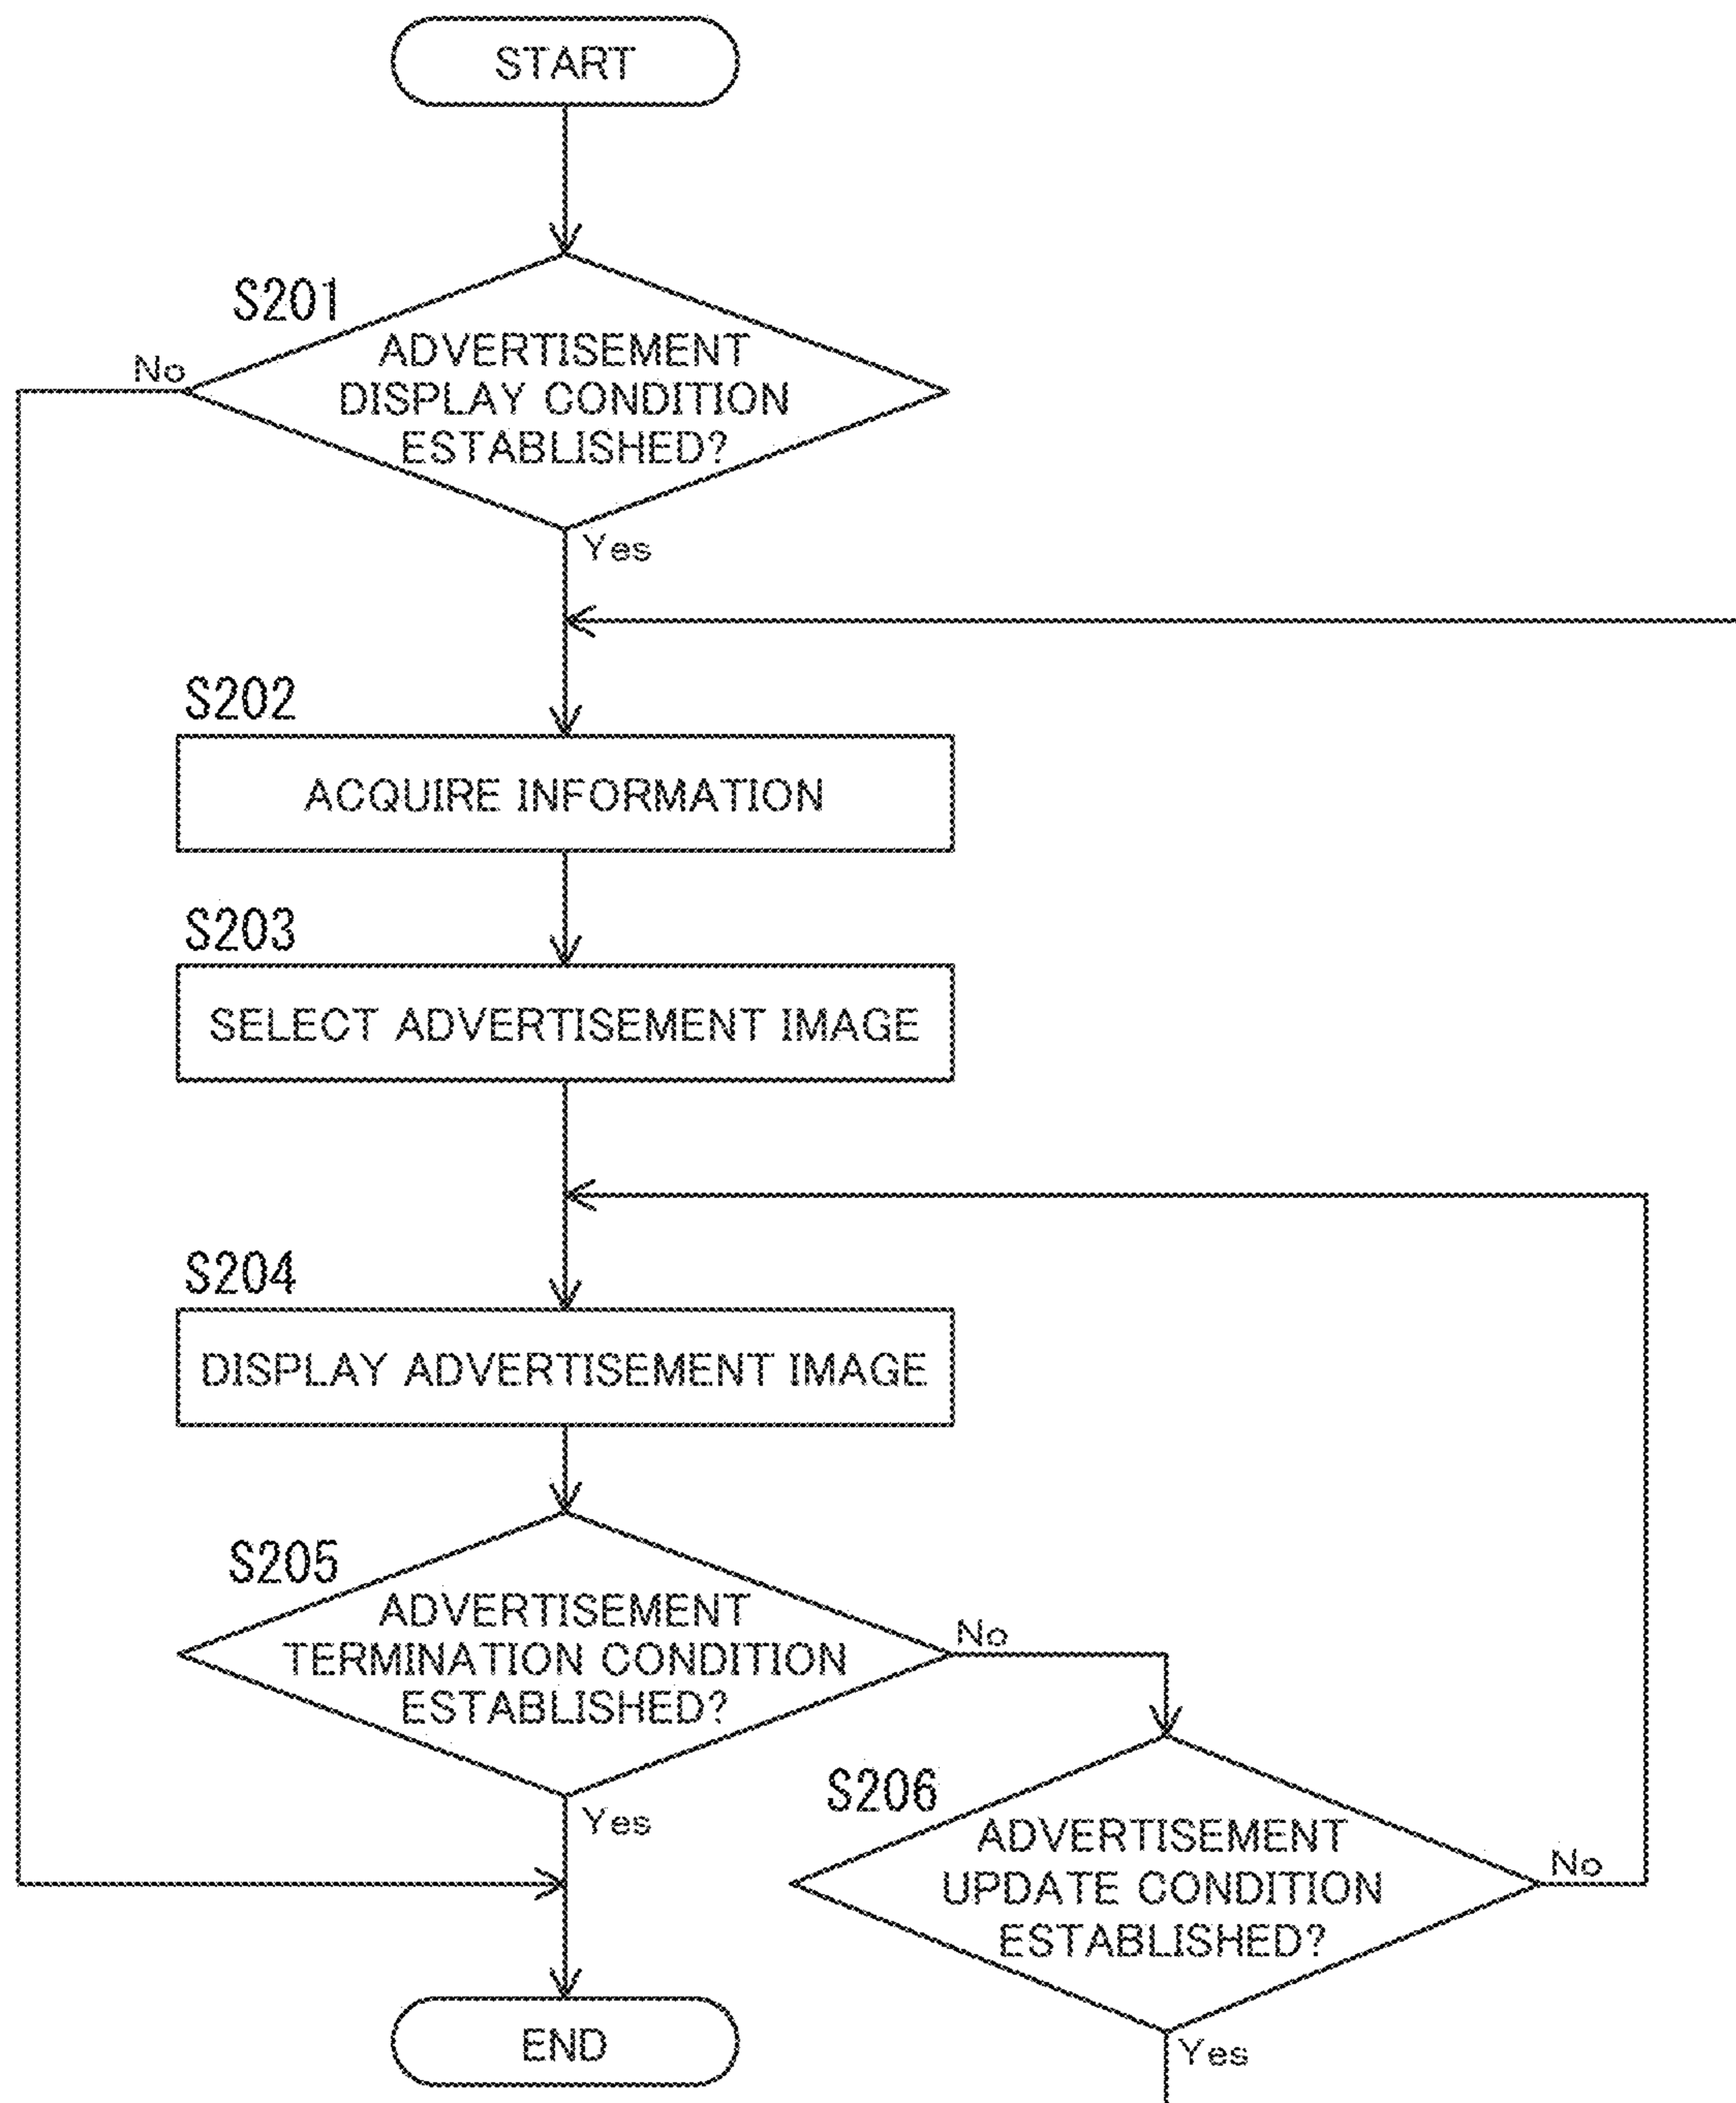 START
S201
ADVERTISEMENT
DISPLAY CONDITION
ESTABLISHED?
No
Yes
S202
ACQUIRE INFORMATION
S203
SELECT ADVERTISEMENT IMAGE
S204
DISPLAY ADVERTISEMENT IMAGE
S205
ADVERTISEMENT
TERMINATION CONDITION
ESTABLISHED?
No
Yes
S206
ADVERTISEMENT
UPDATE CONDITION
ESTABLISHED?
No
Yes
END